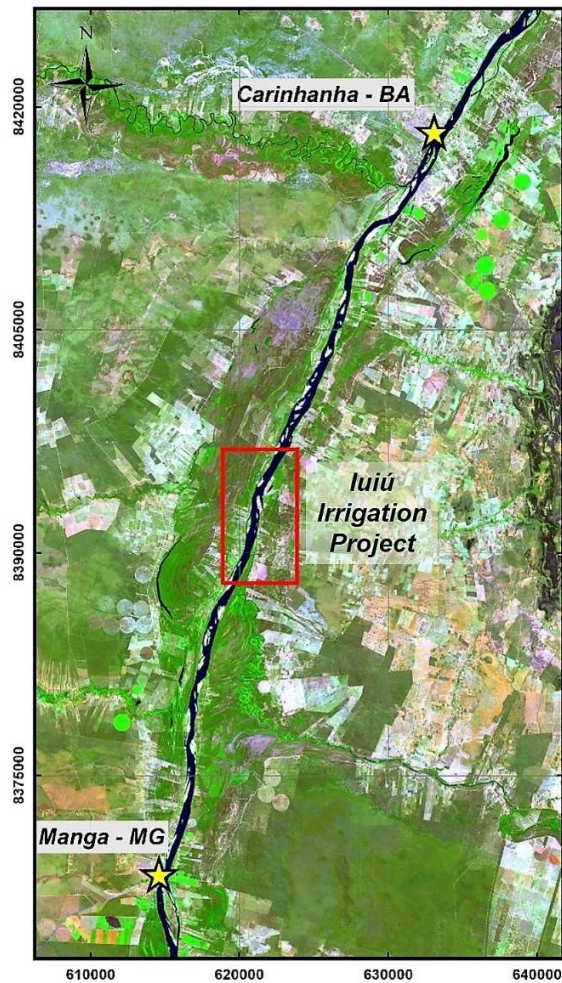 N
Carinhanha - BA
8420000
8405000
Iuiú
Irrigation
Project
8390000
8375000
Manga - MG
610000 620000 630000 640000